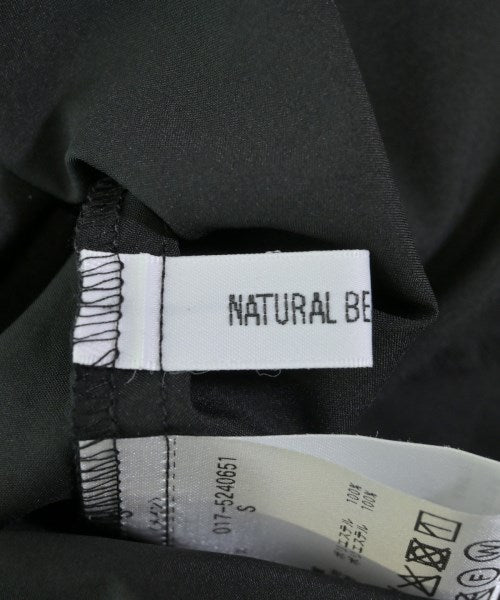 NATURAL BE
017-5240651
S
ポリエステル 100%
ポリエステル 100%
W
E
F